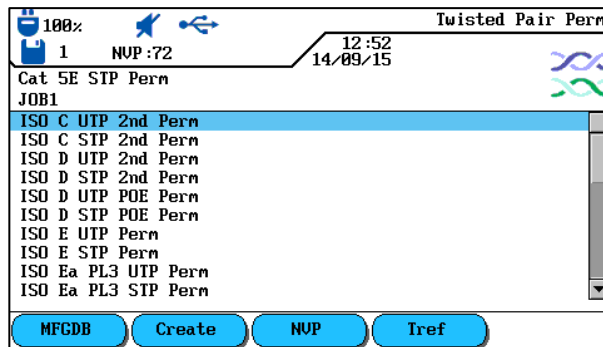 100%
Twisted Pair Perm
1 NVP:72
12:52
14/09/15
Cat 5E STP Perm
JOB1
ISO C UTP 2nd Perm
ISO C STP 2nd Perm
ISO D UTP 2nd Perm
ISO D STP 2nd Perm
ISO D UTP POE Perm
ISO D STP POE Perm
ISO E UTP Perm
ISO E STP Perm
ISO Ea PL3 UTP Perm
ISO Ea PL3 STP Perm
MFGDB Create NVP Tref